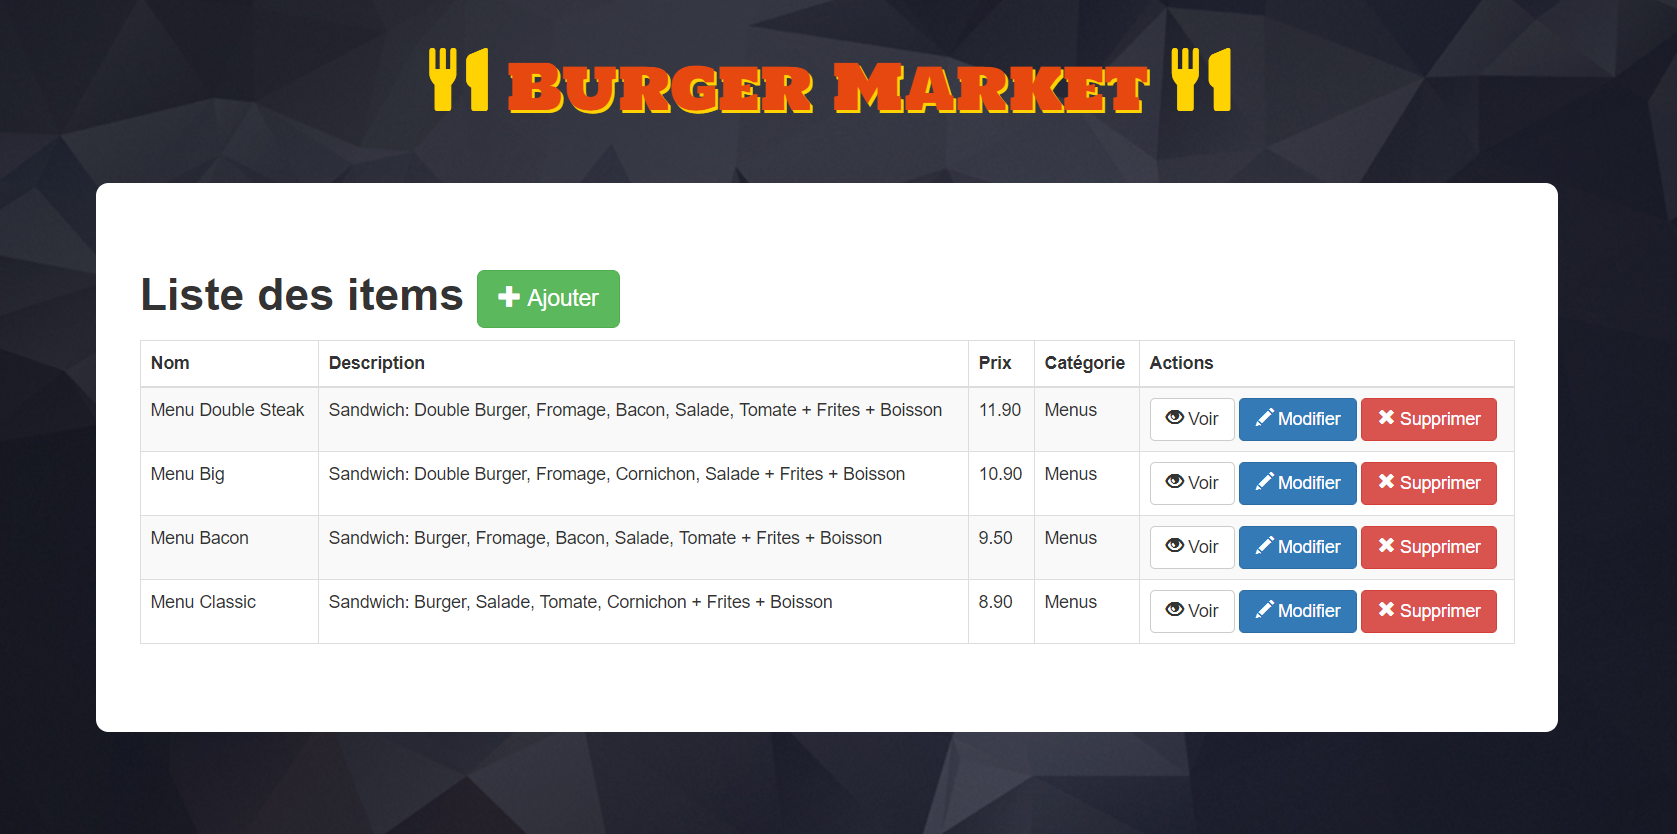 Burger Market
Liste des items Ajouter
Nom Description Prix Catégorie Actions
Menu Double Steak Sandwich: Double Burger, Fromage, Bacon, Salade, Tomate + Frites + Boisson 11.90 Menus Voir Modifier Supprimer
Menu Big Sandwich: Double Burger, Fromage, Cornichon, Salade + Frites + Boisson 10.90 Menus Voir Modifier Supprimer
Menu Bacon Sandwich: Burger, Fromage, Bacon, Salade, Tomate + Frites + Boisson 9.50 Menus Voir Modifier Supprimer
Menu Classic Sandwich: Burger, Salade, Tomate, Cornichon + Frites + Boisson 8.90 Menus Voir Modifier Supprimer